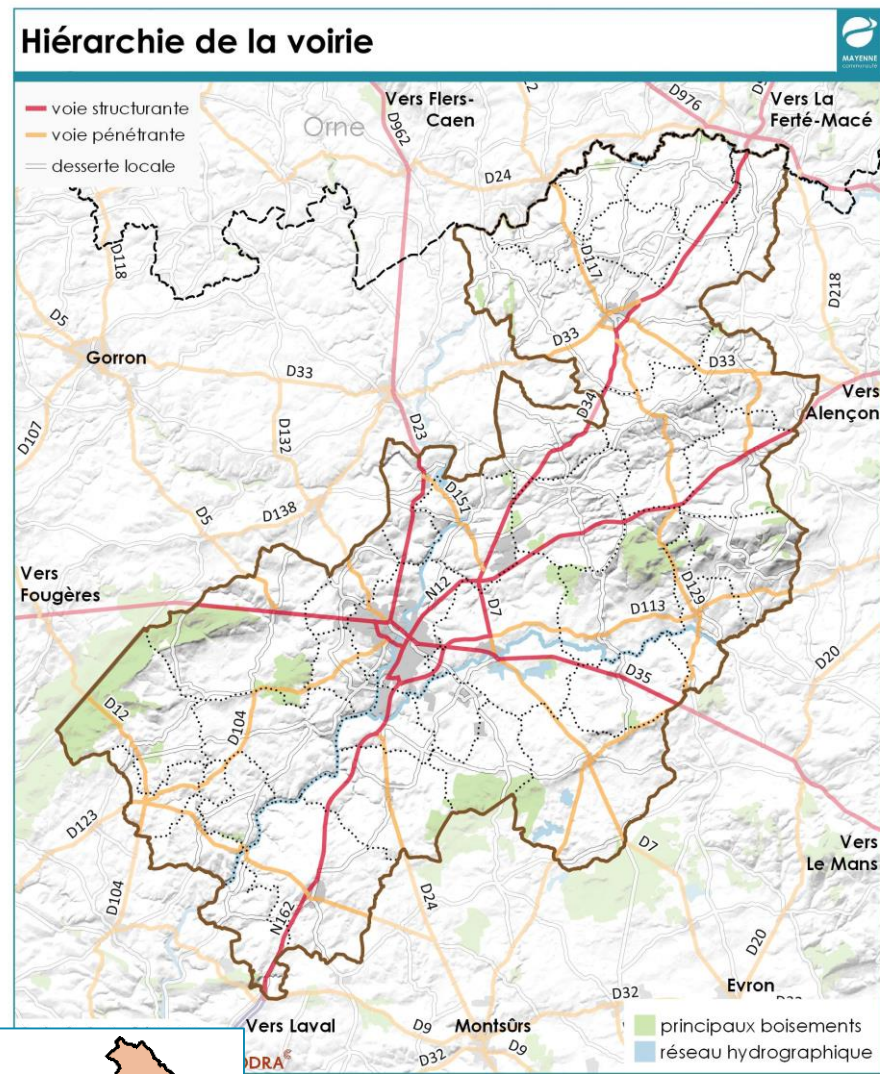 Hiérarchie de la voirie
MAYENNE
communauté
voie structurante
voie pénétrante
desserte locale
Orne
Vers Flers-
Caen
Vers La
Ferté-Macé
D962
D976
D24
D118
D117
D218
D5
Gorron
D33
D33
D33
D107
D132
D23
D34
Vers
Alençon
D5
D138
D151
Vers
Fougères
N12
D7
D113
D129
D35
D20
D12
D104
D123
D104
N162
D24
D7
Vers
Le Mans
D20
Evron
Vers Laval
D9
Montsûrs
D32
D32
D9
principaux boisements
réseau hydrographique